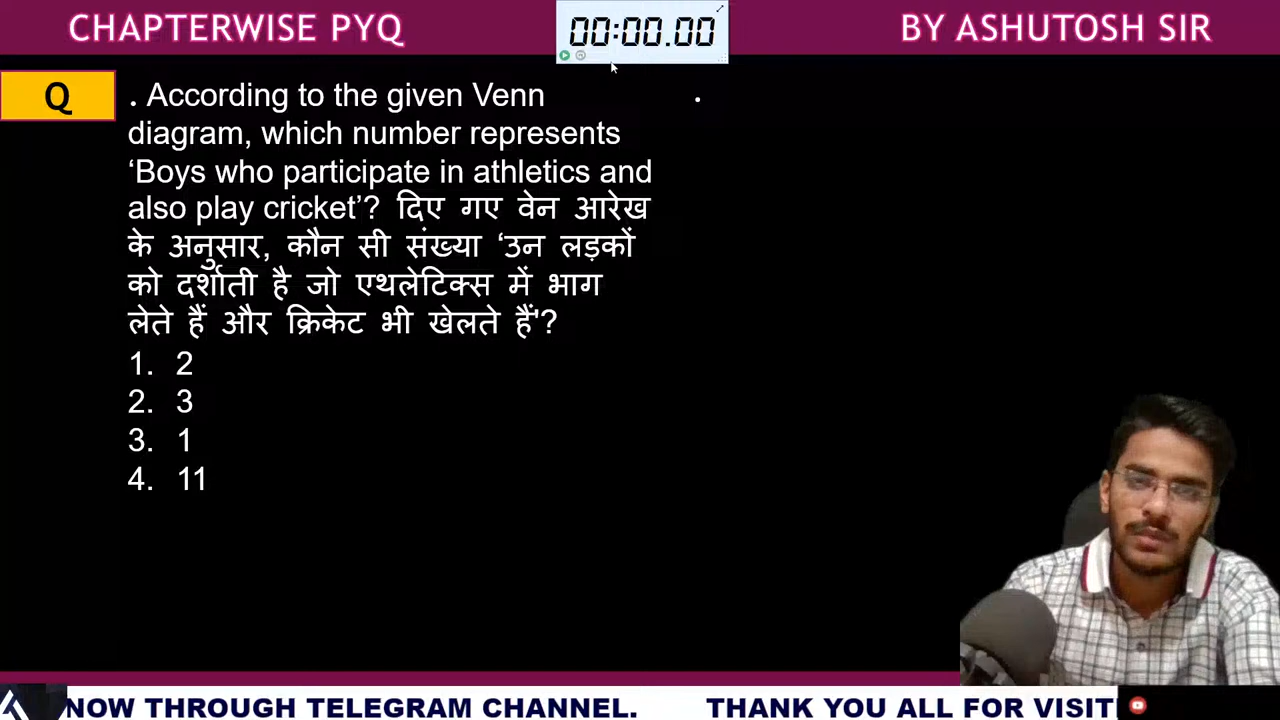 CHAPTERWISE PYQ
00:00.00
BY ASHUTOSH SIR
Q
. According to the given Venn
diagram, which number represents
‘Boys who participate in athletics and
also play cricket’? दिए गए वेन आरेख
के अनुसार, कौन सी संख्या ‘उन लड़कों
को दर्शाती है जो एथलेटिक्स में भाग
लेते हैं और क्रिकेट भी खेलते हैं'?
1. 2
2. 3
3. 1
4. 11
NOW THROUGH TELEGRAM CHANNEL. THANK YOU ALL FOR VISIT